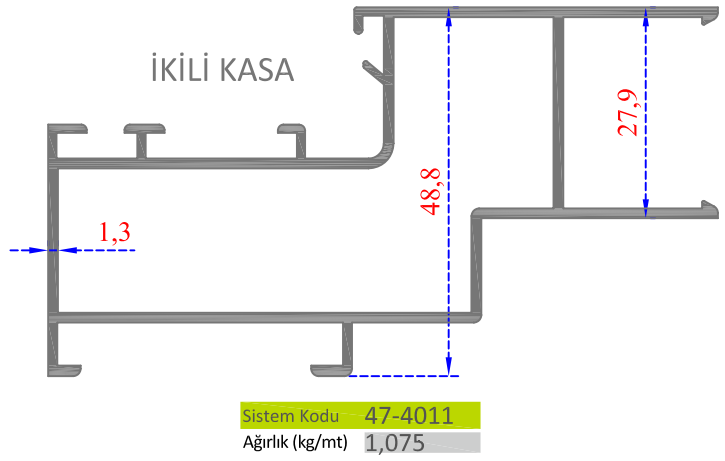 İKİLİ KASA
27,9
48,8
1,3
Sistem Kodu 47-4011
Ağırlık (kg/mt) 1,075